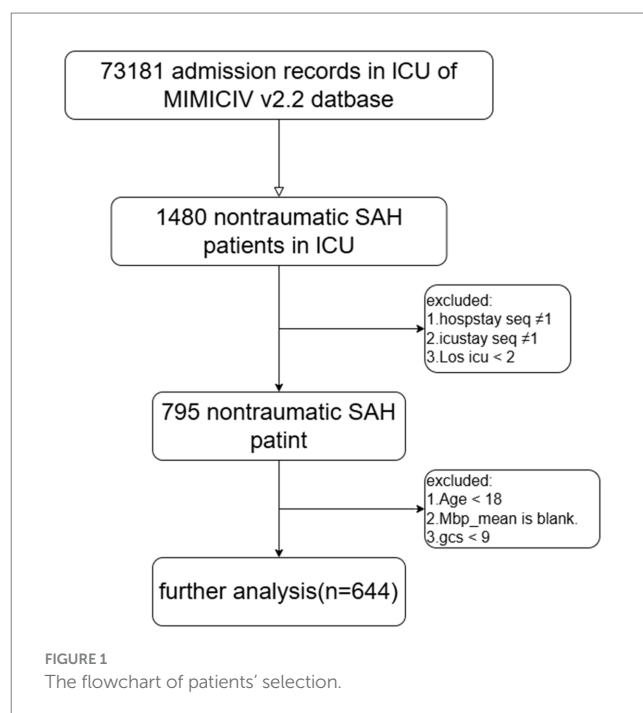 73181 admission records in ICU of
MIMICIV v2.2 datbase
1480 nontraumatic SAH
patients in ICU
excluded:
1.hospstay seq ≠1
2.icustay seq ≠1
3.Los icu < 2
795 nontraumatic SAH
patint
excluded:
1.Age < 18
2.Mbp_mean is blank.
3.gcs < 9
further analysis(n=644)
FIGURE 1
The flowchart of patients’ selection.